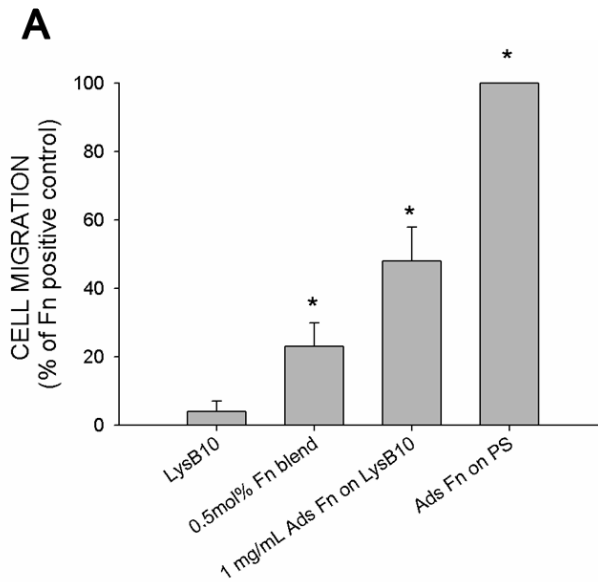 A
CELL MIGRATION
(% of Fn positive control)
100
80
60
40
20
0
*
*
*
LysB10
0.5mol% Fn blend
1 mg/mL Ads Fn on LysB10
Ads Fn on PS